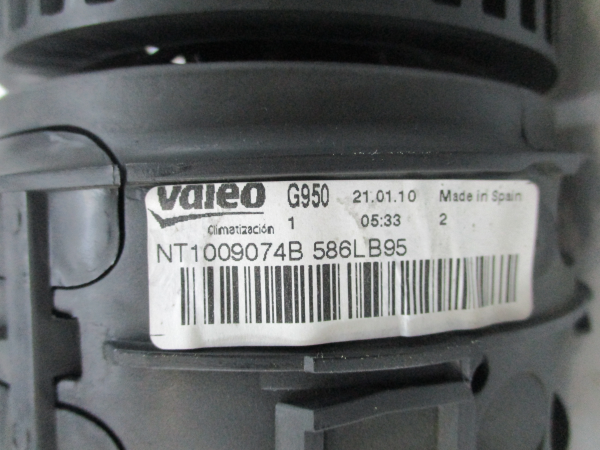 Valeo G950 21.01.10 Made in Spain
Climatización 1 05:33 2
NT1009074B 586LB95